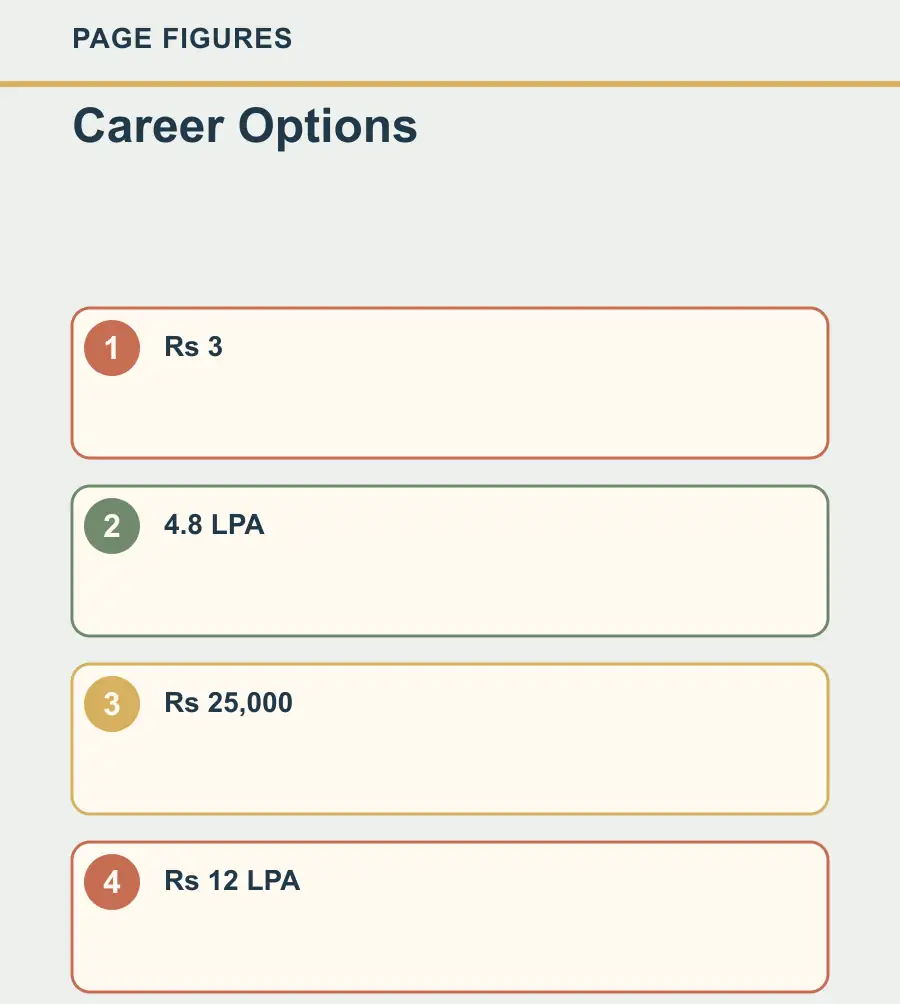 PAGE FIGURES
Career Options
1 Rs 3
2 4.8 LPA
3 Rs 25,000
4 Rs 12 LPA